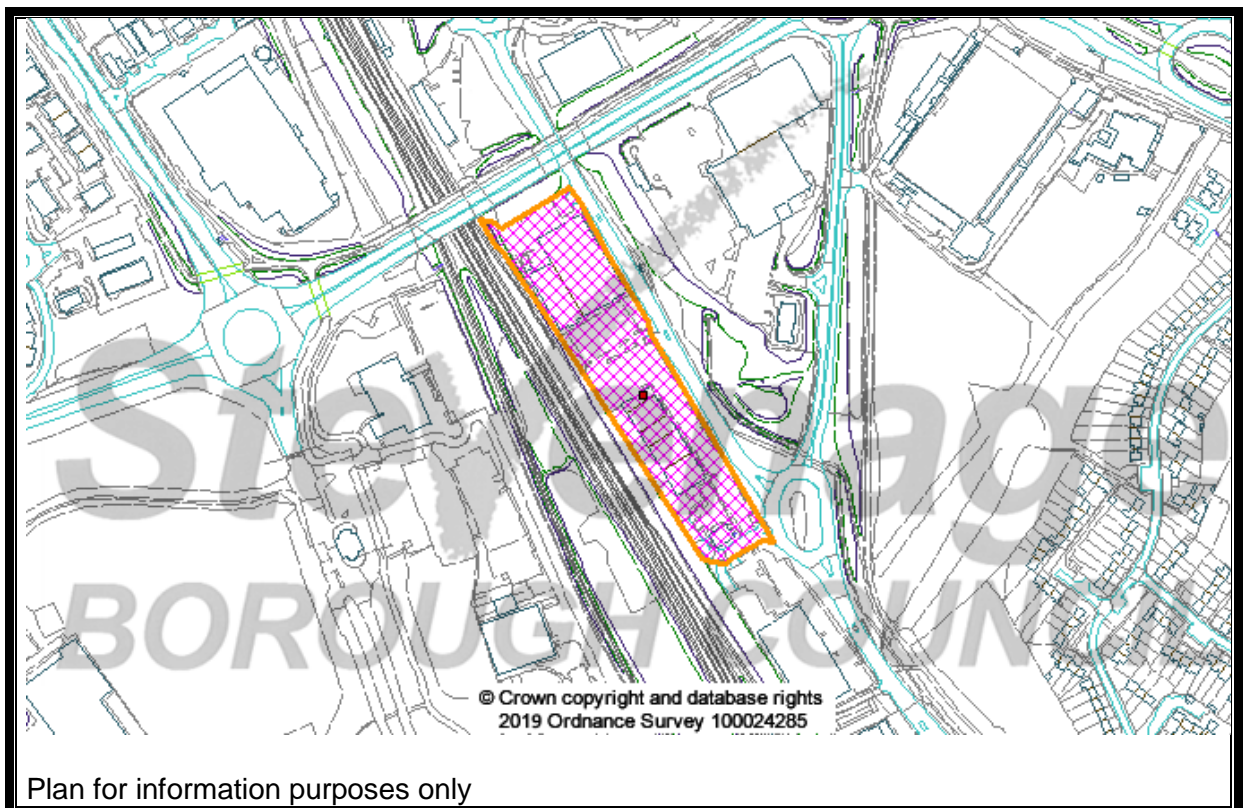 Stevenage
BOROUGH COUNCIL
© Crown copyright and database rights
2019 Ordnance Survey 100024285
Plan for information purposes only